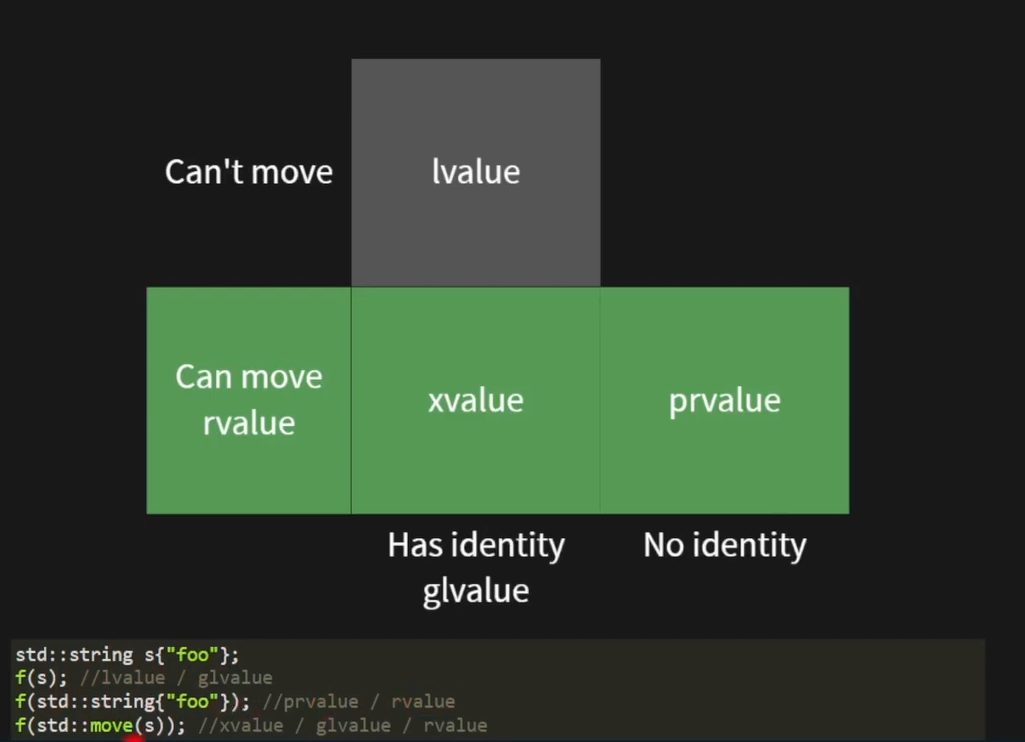 Can't move
lvalue
Can move
rvalue
xvalue
prvalue
Has identity
glvalue
No identity
std::string s{"foo"};
f(s); //lvalue / glvalue
f(std::string{"foo"}); //prvalue / rvalue
f(std::move(s)); //xvalue / glvalue / rvalue